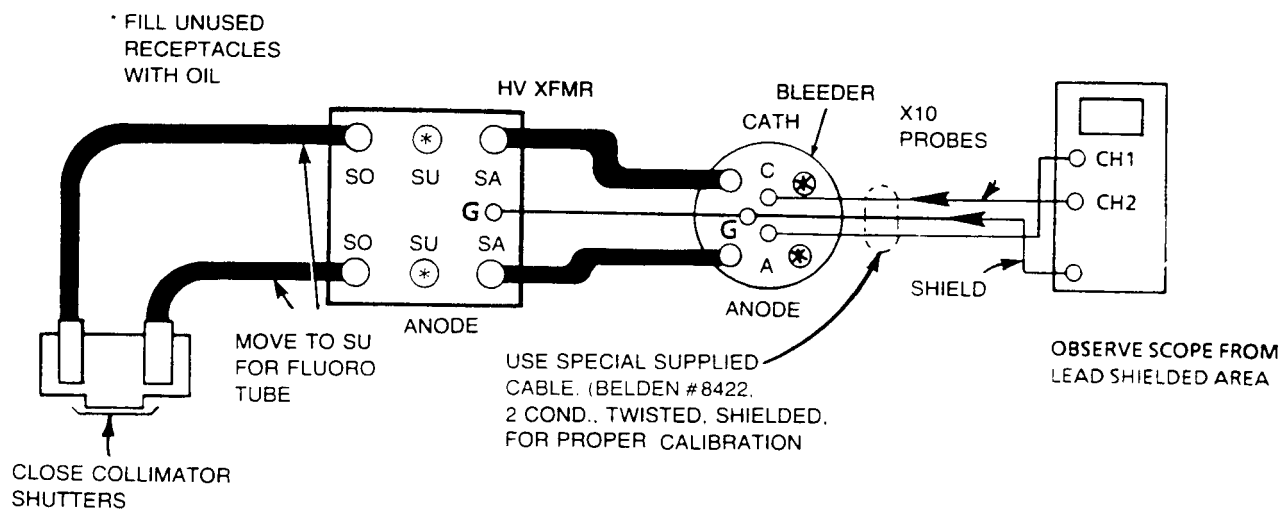 * FILL UNUSED
RECEPTACLES
WITH OIL
HV XFMR
BLEEDER
CATH
X10
PROBES
* 
SO SU SA
G
SO SU SA
*
ANODE
C
*
G
A
*
ANODE
CH1
CH2
SHIELD
MOVE TO SU
FOR FLUORO
TUBE
USE SPECIAL SUPPLIED
CABLE. (BELDEN #8422,
2 COND., TWISTED, SHIELDED,
FOR PROPER CALIBRATION
OBSERVE SCOPE FROM
LEAD SHIELDED AREA
CLOSE COLLIMATOR
SHUTTERS